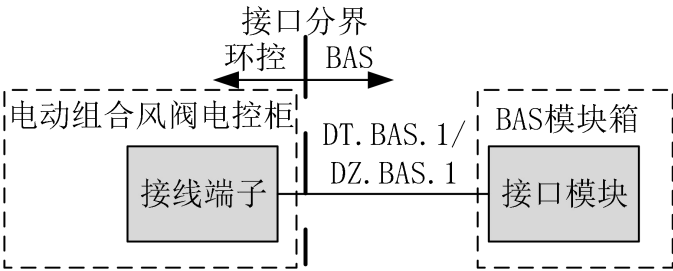 接口分界
环控
BAS
电动组合风阀电控柜
BAS模块箱
DT.BAS.1/
DZ.BAS.1
接线端子
接口模块